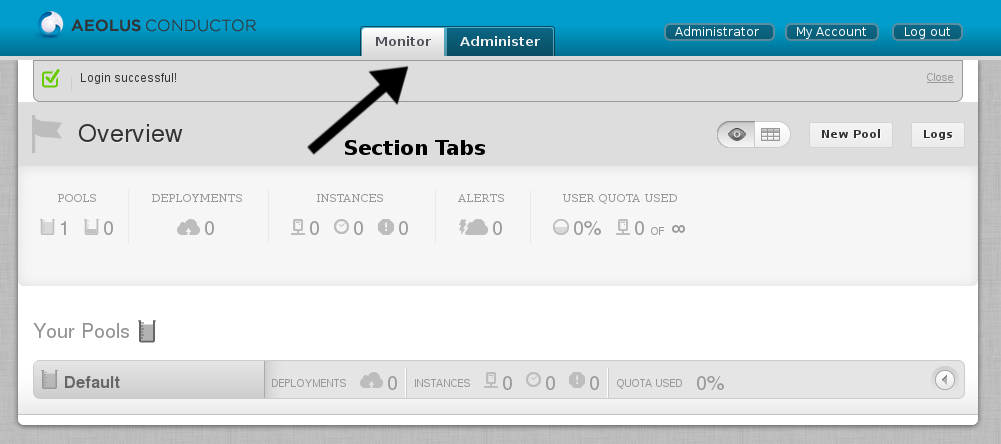 AEOLUS CONDUCTOR
Monitor Administer
Administrator My Account Log out
Login successful! Close
Overview
Section Tabs
New Pool Logs
POOLS DEPLOYMENTS INSTANCES ALERTS USER QUOTA USED
1 0 0 0 0 0 0 0% 0 OF ∞
Your Pools
Default DEPLOYMENTS 0 INSTANCES 0 0 0 QUOTA USED 0%